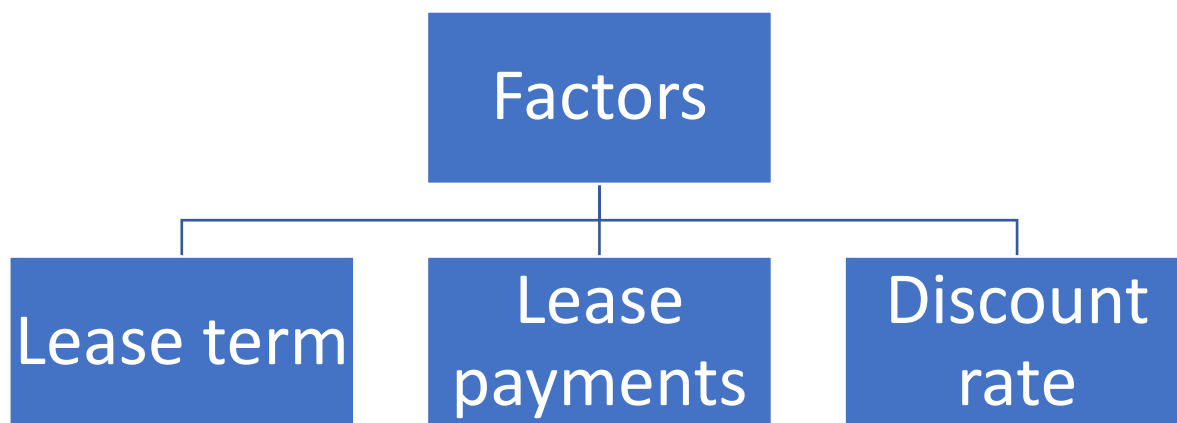 Factors
Lease term
Lease
payments
Discount
rate